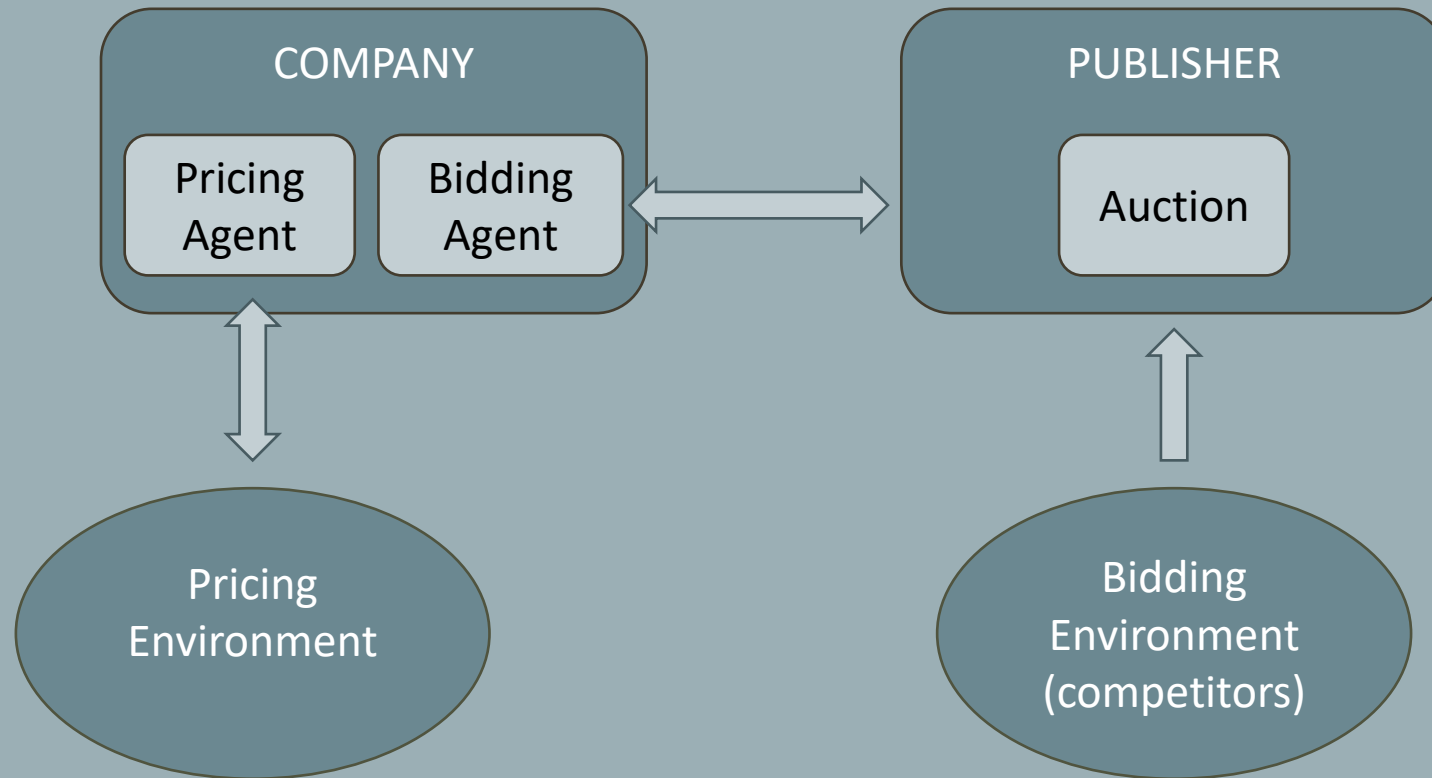 COMPANY
Pricing
Agent
Bidding
Agent
PUBLISHER
Auction
Pricing
Environment
Bidding
Environment
(competitors)